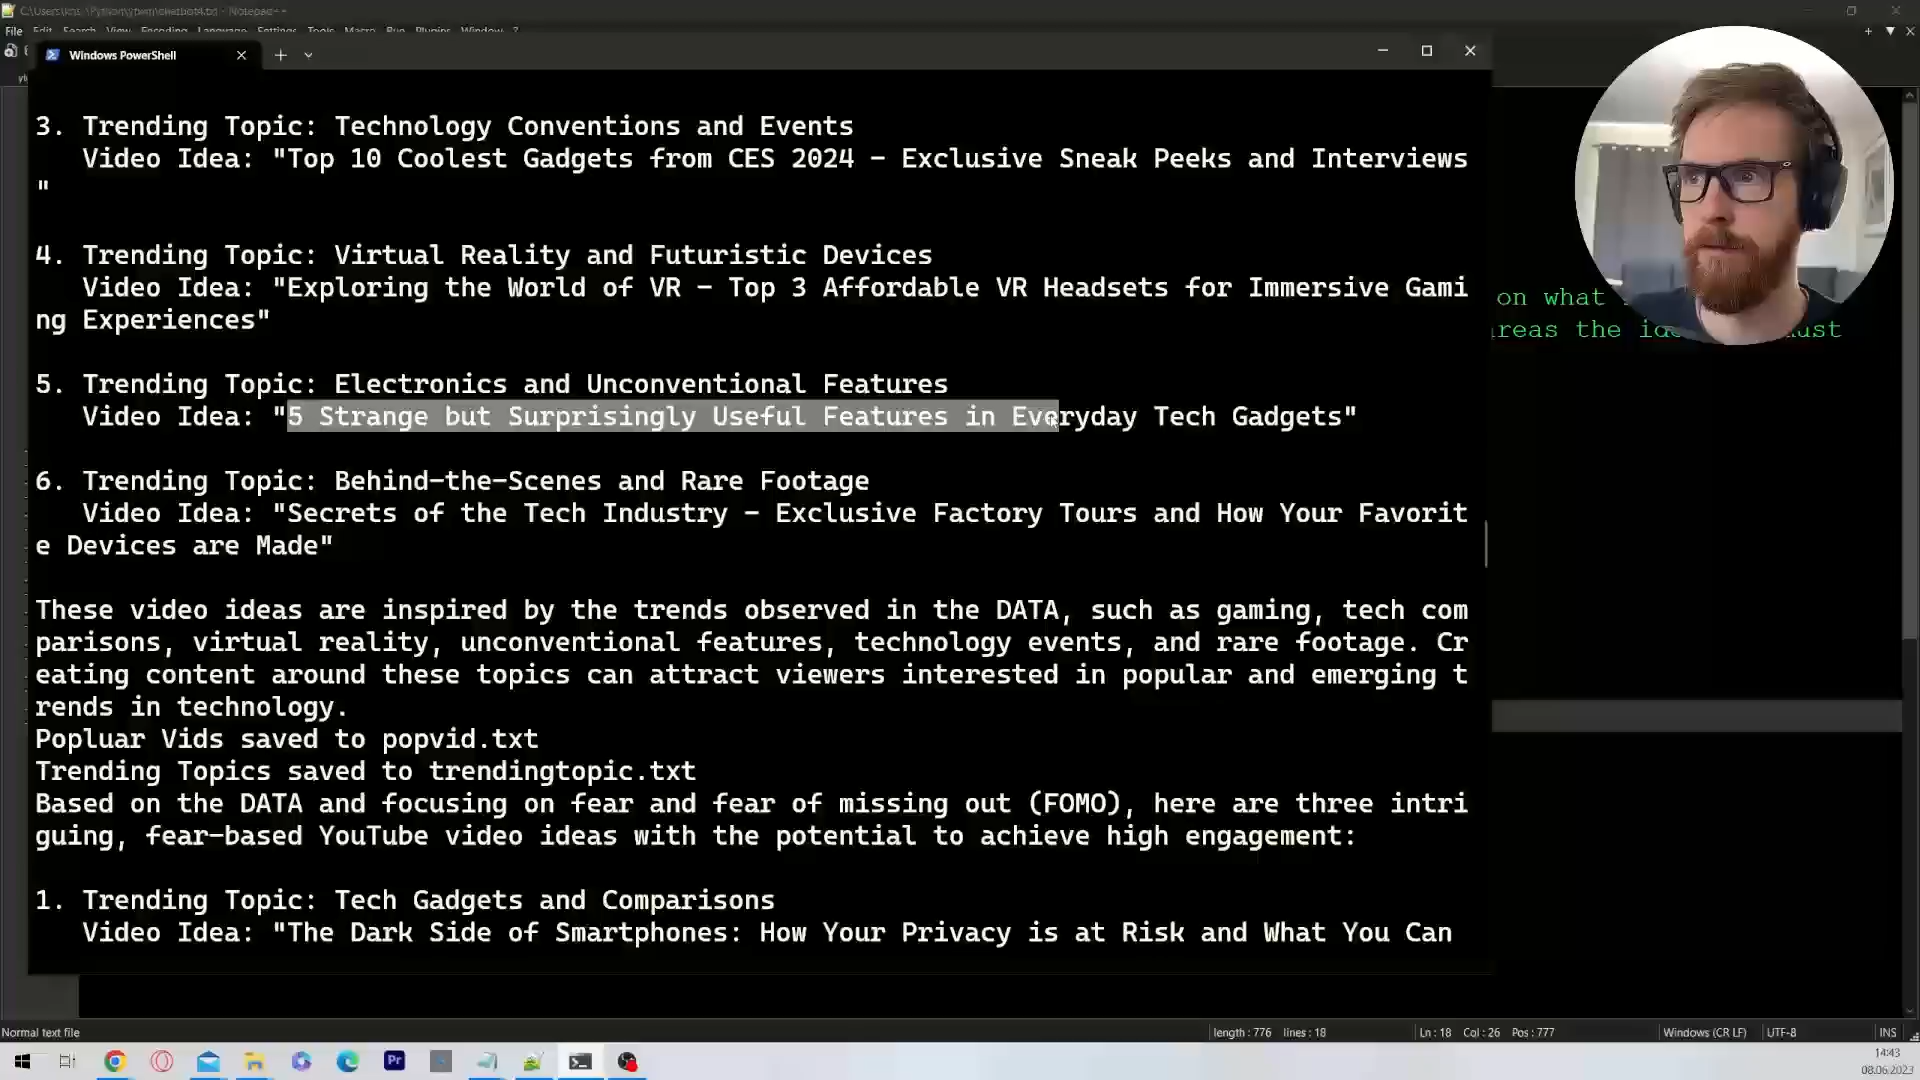 Windows PowerShell
3. Trending Topic: Technology Conventions and Events
Video Idea: "Top 10 Coolest Gadgets from CES 2024 – Exclusive Sneak Peeks and Interviews
"
4. Trending Topic: Virtual Reality and Futuristic Devices
Video Idea: "Exploring the World of VR – Top 3 Affordable VR Headsets for Immersive Gami
ng Experiences"
on what
areas the
ust
5. Trending Topic: Electronics and Unconventional Features
Video Idea: "5 Strange but Surprisingly Useful Features in Everyday Tech Gadgets"
6. Trending Topic: Behind-the-Scenes and Rare Footage
Video Idea: "Secrets of the Tech Industry – Exclusive Factory Tours and How Your Favorit
e Devices are Made"
These video ideas are inspired by the trends observed in the DATA, such as gaming, tech com
parisons, virtual reality, unconventional features, technology events, and rare footage. Cr
eating content around these topics can attract viewers interested in popular and emerging t
rends in technology.
Popluar Vids saved to popvid.txt
Trending Topics saved to trendingtopic.txt
Based on the DATA and focusing on fear and fear of missing out (FOMO), here are three intri
guing, fear-based YouTube video ideas with the potential to achieve high engagement:
1. Trending Topic: Tech Gadgets and Comparisons
Video Idea: "The Dark Side of Smartphones: How Your Privacy is at Risk and What You Can
Normal text file
length : 776 lines : 18
Ln : 18 Col : 26 Pos : 777
Windows (CR LF)
UTF-8
INS
Pr
14:43
08.06.2023